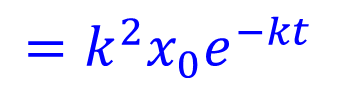 = k²x₀e⁻ᵏᵗ